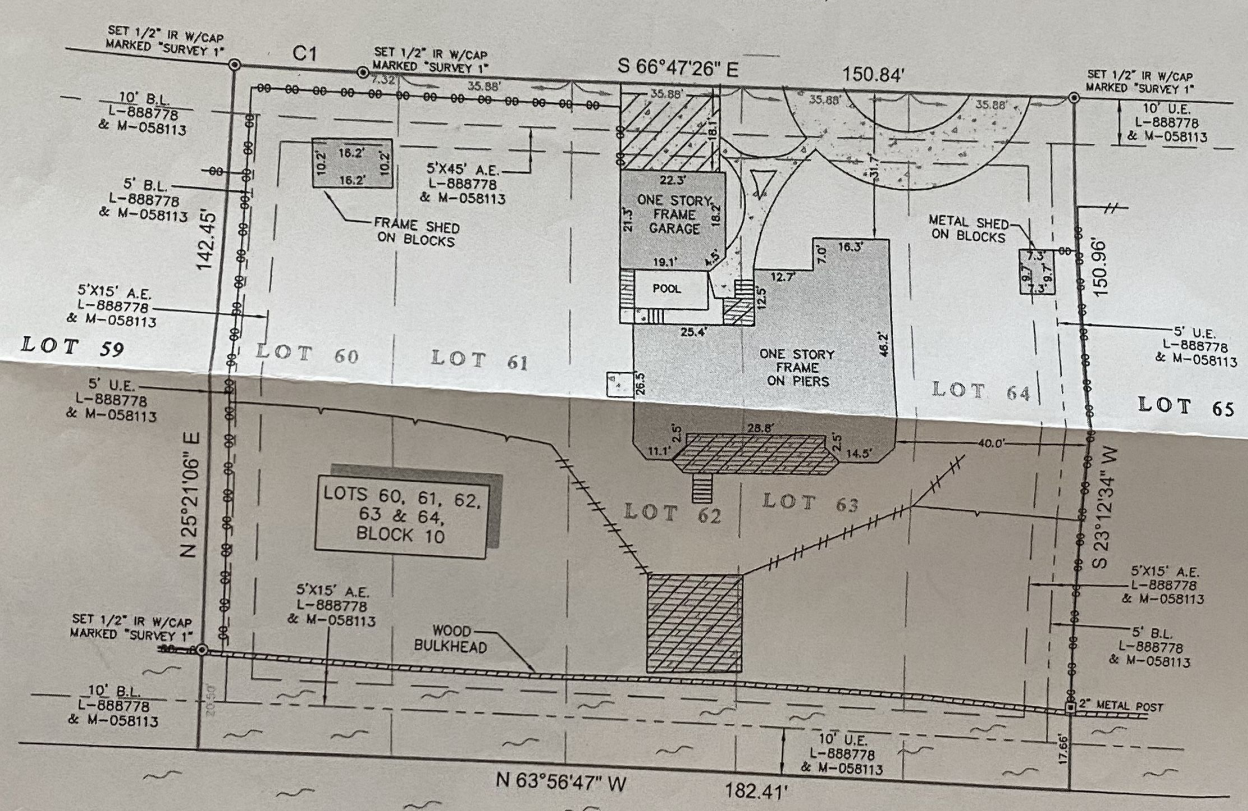 SET 1/2" IR W/CAP
MARKED "SURVEY 1"
C1
SET 1/2" IR W/CAP
MARKED "SURVEY 1"
S 66°47'26" E
150.84'
SET 1/2" IR W/CAP
MARKED "SURVEY 1"
7.32'
35.88'
35.88'
35.88'
35.88'
10' B.L.
L-888778
& M-058113
10' U.E.
L-888778
& M-058113
16.2'
10.2'
10.2'
16.2'
5'X45' A.E.
L-888778
& M-058113
18.1'
31.7'
5' B.L.
L-888778
& M-058113
FRAME SHED
ON BLOCKS
22.3'
ONE STORY
FRAME
GARAGE
21.3'
18.2'
4.5'
19.1'
METAL SHED
ON BLOCKS
7.3'
9.7'
9.7'
7.3'
142.45'
150.96'
16.3'
7.0'
12.7'
12.5'
POOL
25.4'
5'X15' A.E.
L-888778
& M-058113
5' U.E.
L-888778
& M-058113
LOT 59
LOT 60
LOT 61
ONE STORY
FRAME
ON PIERS
46.2'
26.5'
LOT 64
LOT 65
5' U.E.
L-888778
& M-058113
28.8'
2.5'
2.5'
11.1'
14.5'
40.0'
N 25°21'06" E
S 23°12'34" W
LOTS 60, 61, 62,
63 & 64,
BLOCK 10
LOT 62
LOT 63
5'X15' A.E.
L-888778
& M-058113
5'X15' A.E.
L-888778
& M-058113
SET 1/2" IR W/CAP
MARKED "SURVEY 1"
WOOD
BULKHEAD
5' B.L.
L-888778
& M-058113
10' B.L.
L-888778
& M-058113
20.50'
2" METAL POST
10' U.E.
L-888778
& M-058113
17.66'
N 63°56'47" W
182.41'